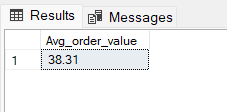 Results Messages
Avg_order_value
1 38.31